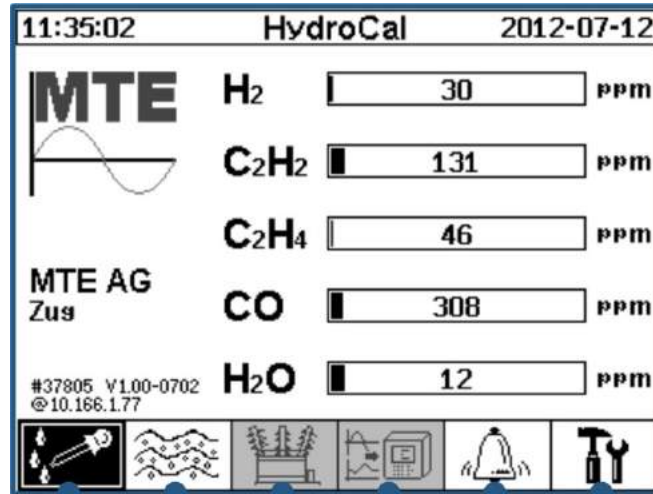 11:35:02 HydroCal 2012-07-12
MTE
H₂ 30 ppm
C₂H₂ 131 ppm
C₂H₄ 46 ppm
MTE AG
Zug
CO 308 ppm
#37805 V1.00-0702
@10.166.1.77
H₂O 12 ppm